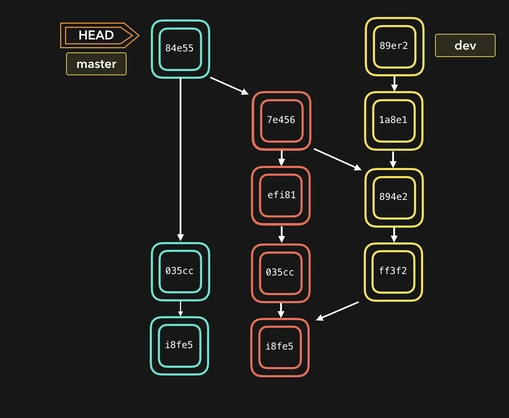 HEAD
84e55
89er2
dev
master
7e456
1a8e1
efi81
894e2
035cc
035cc
ff3f2
i8fe5
i8fe5